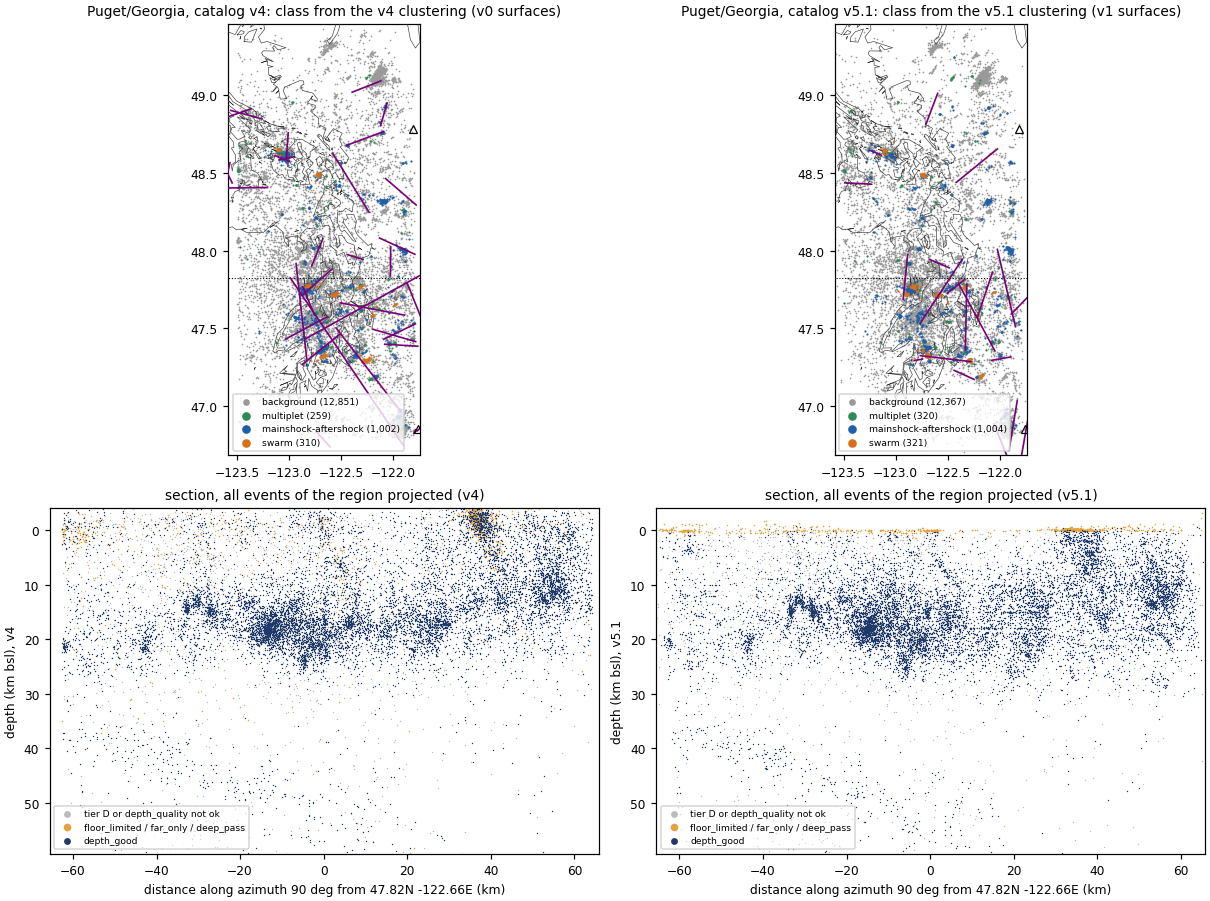 Puget/Georgia, catalog v4: class from the v4 clustering (v0 surfaces)
49.0
48.5
48.0
47.5
47.0
background (12,851)
multiplet (259)
mainshock-aftershock (1,002)
swarm (310)
−123.5 −123.0 −122.5 −122.0
Puget/Georgia, catalog v5.1: class from the v5.1 clustering (v1 surfaces)
49.0
48.5
48.0
47.5
47.0
background (12,367)
multiplet (320)
mainshock-aftershock (1,004)
swarm (321)
−123.5 −123.0 −122.5 −122.0
section, all events of the region projected (v4)
depth (km bsl), v4
0
10
20
30
40
50
tier D or depth_quality not ok
floor_limited / far_only / deep_pass
depth_good
−60 −40 −20 0 20 40 60
distance along azimuth 90 deg from 47.82N -122.66E (km)
section, all events of the region projected (v5.1)
depth (km bsl), v5.1
0
10
20
30
40
50
tier D or depth_quality not ok
floor_limited / far_only / deep_pass
depth_good
−60 −40 −20 0 20 40 60
distance along azimuth 90 deg from 47.82N -122.66E (km)